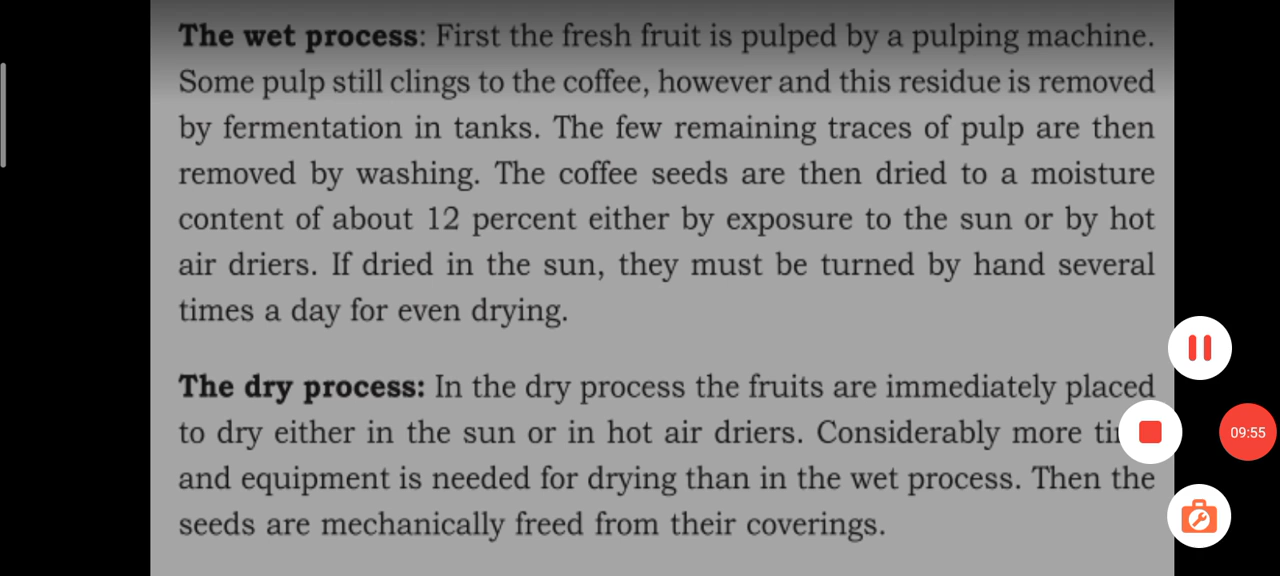 The wet process: First the fresh fruit is pulped by a pulping machine.
Some pulp still clings to the coffee, however and this residue is removed
by fermentation in tanks. The few remaining traces of pulp are then
removed by washing. The coffee seeds are then dried to a moisture
content of about 12 percent either by exposure to the sun or by hot
air driers. If dried in the sun, they must be turned by hand several
times a day for even drying.
The dry process: In the dry process the fruits are immediately placed
to dry either in the sun or in hot air driers. Considerably more
and equipment is needed for drying than in the wet process. Then the
seeds are mechanically freed from their coverings.
09:55